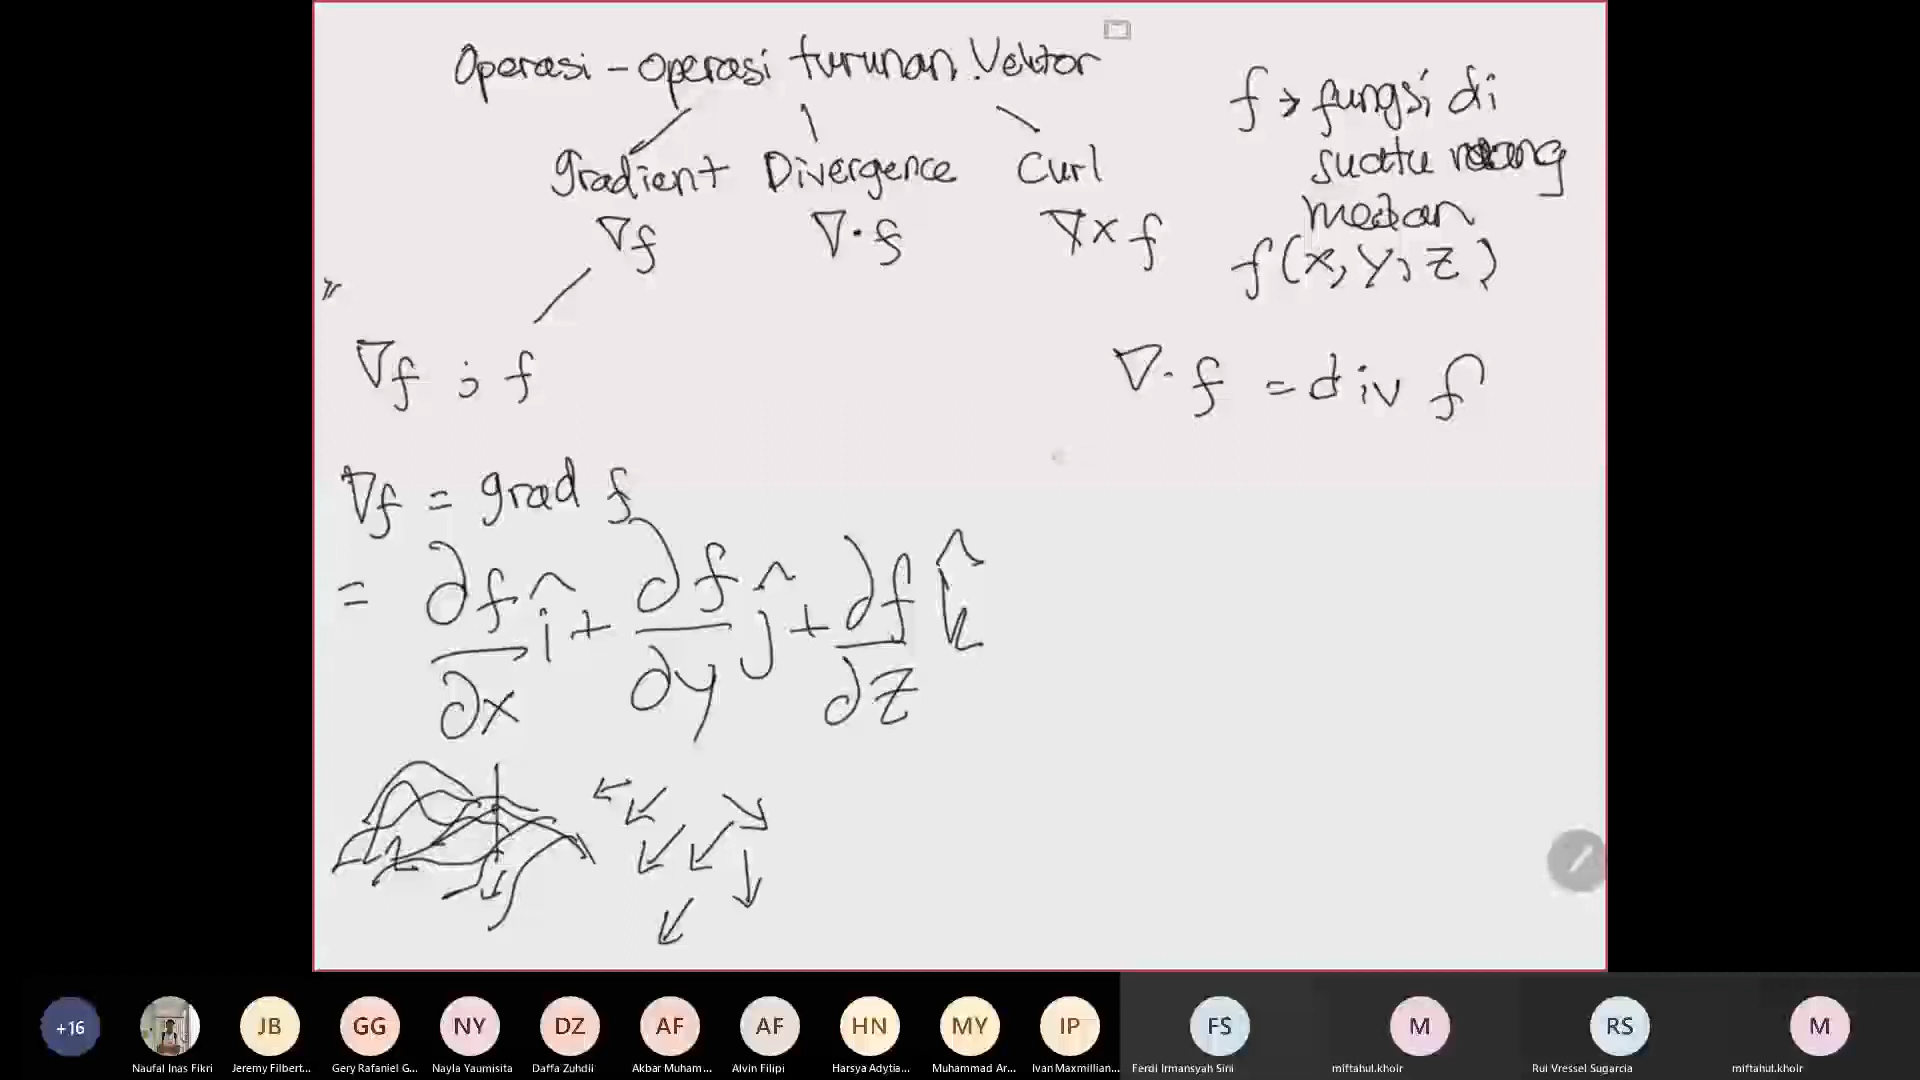 Operasi - operasi turunan Vektor
Gradient Divergence Curl
∇f ∇·f ∇×f
f → fungsi di
suatu
medan
f(x, y, z)
∇f ; f
∇·f = div f
∇f = grad f
= ∂f/∂x î + ∂f/∂y ĵ + ∂f/∂z k̂
+16 JB GG NY DZ AF AF HN MY IP FS M RS M
Naufal Inas Fikri Jeremy Filbert... Gery Rafaniel G... Nayla Yaumisita Daffa Zuhdii Akbar Muham... Alvin Filipi Harsya Adytia... Muhammad Ar... Ivan Maxmillian... Ferdi Irmansyah Sini miftahul.khoir Rui Vressel Sugarcia miftahul.khoir